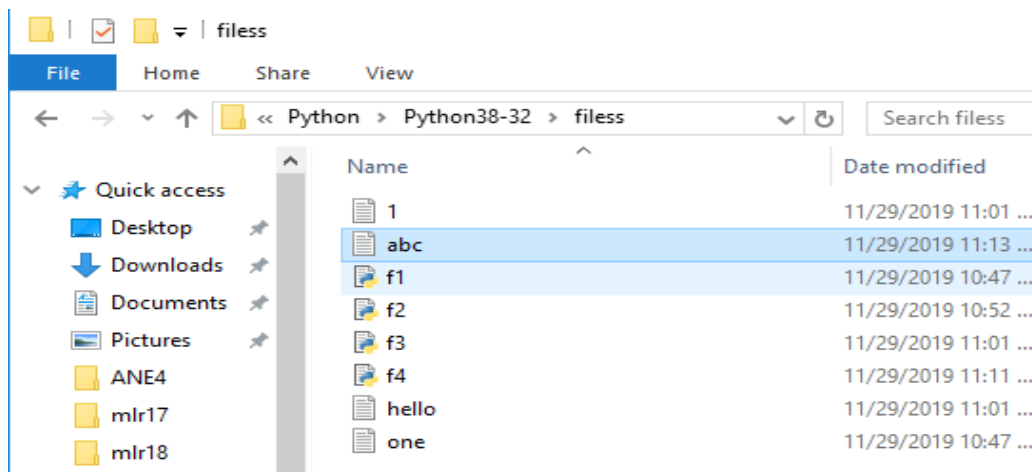 filess
File Home Share View
« Python > Python38-32 > filess Search filess
Name Date modified
Quick access
Desktop
Downloads
Documents
Pictures
ANE4
mlr17
mlr18
1 11/29/2019 11:01 ...
abc 11/29/2019 11:13 ...
f1 11/29/2019 10:47 ...
f2 11/29/2019 10:52 ...
f3 11/29/2019 11:01 ...
f4 11/29/2019 11:11 ...
hello 11/29/2019 11:01 ...
one 11/29/2019 10:47 ...